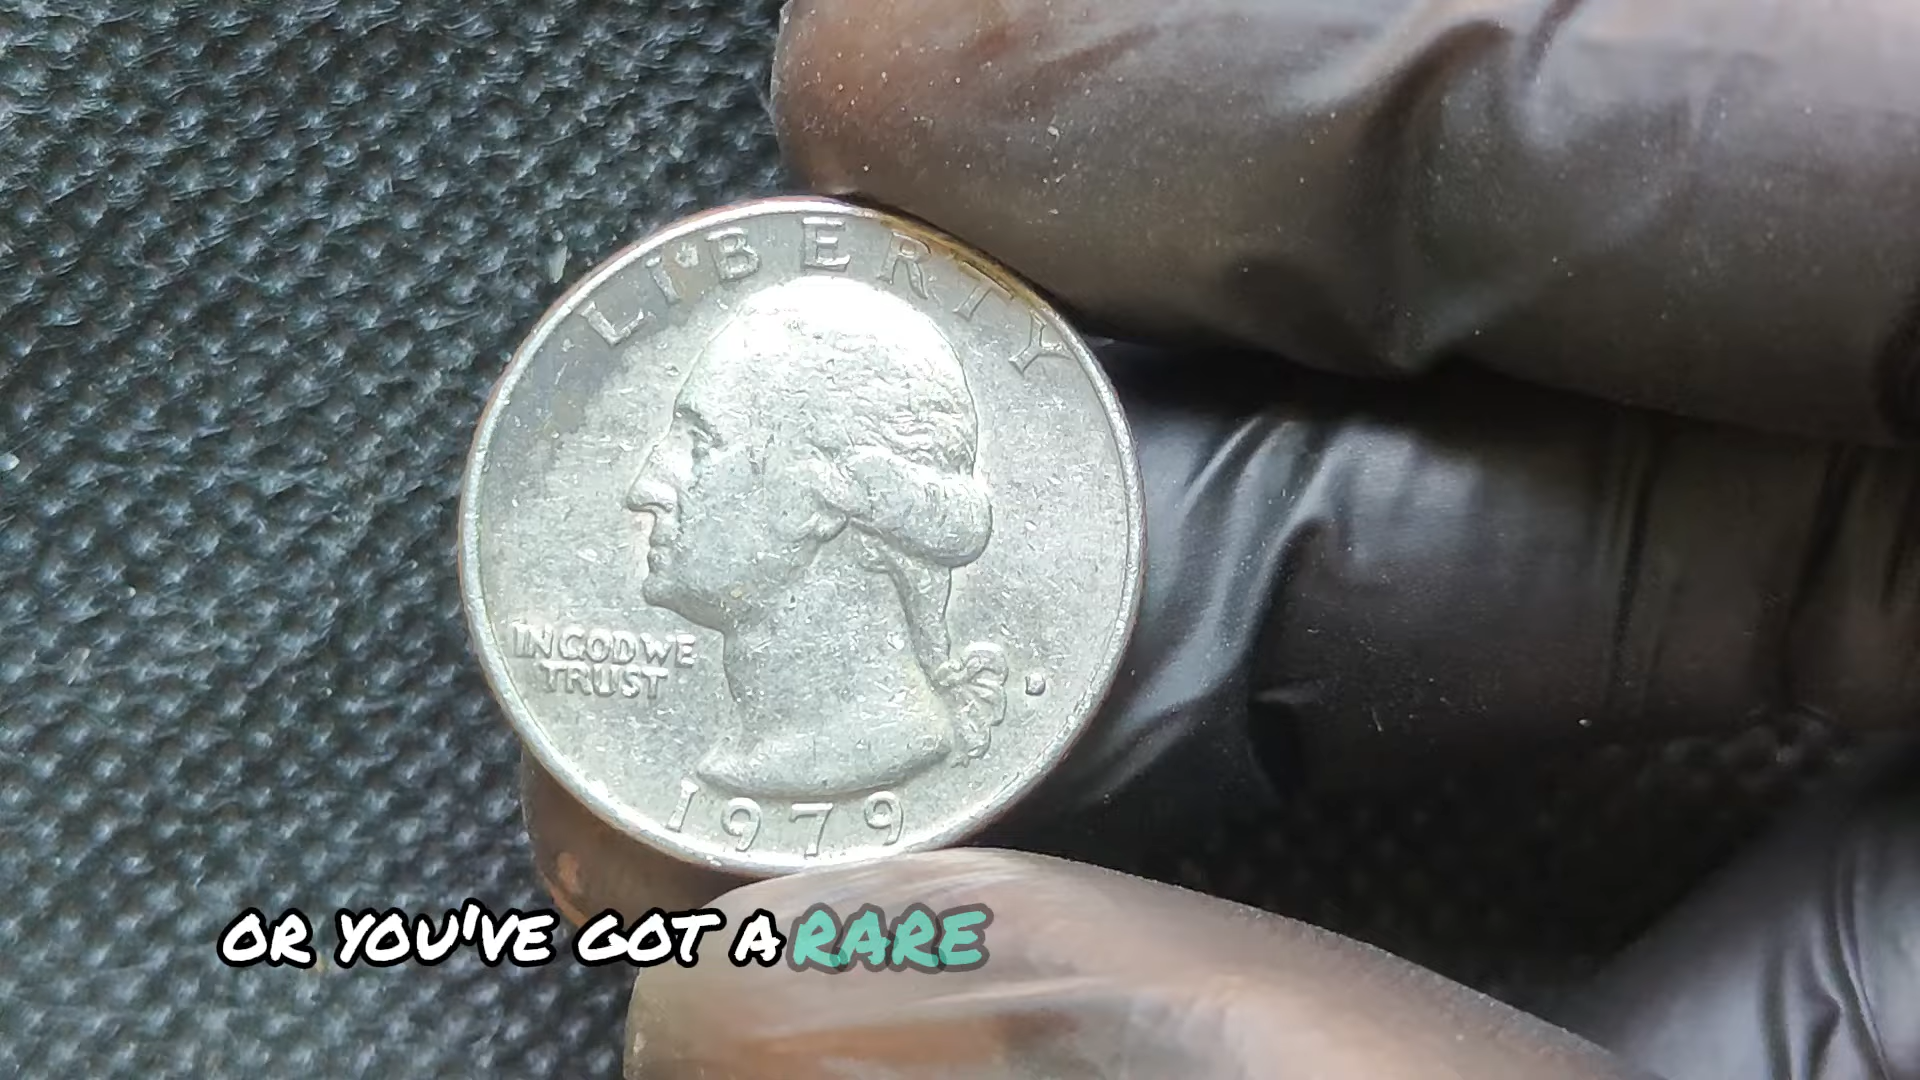 LIBERTY
IN GOD WE
TRUST
D
1979
OR YOU'VE GOT A RARE